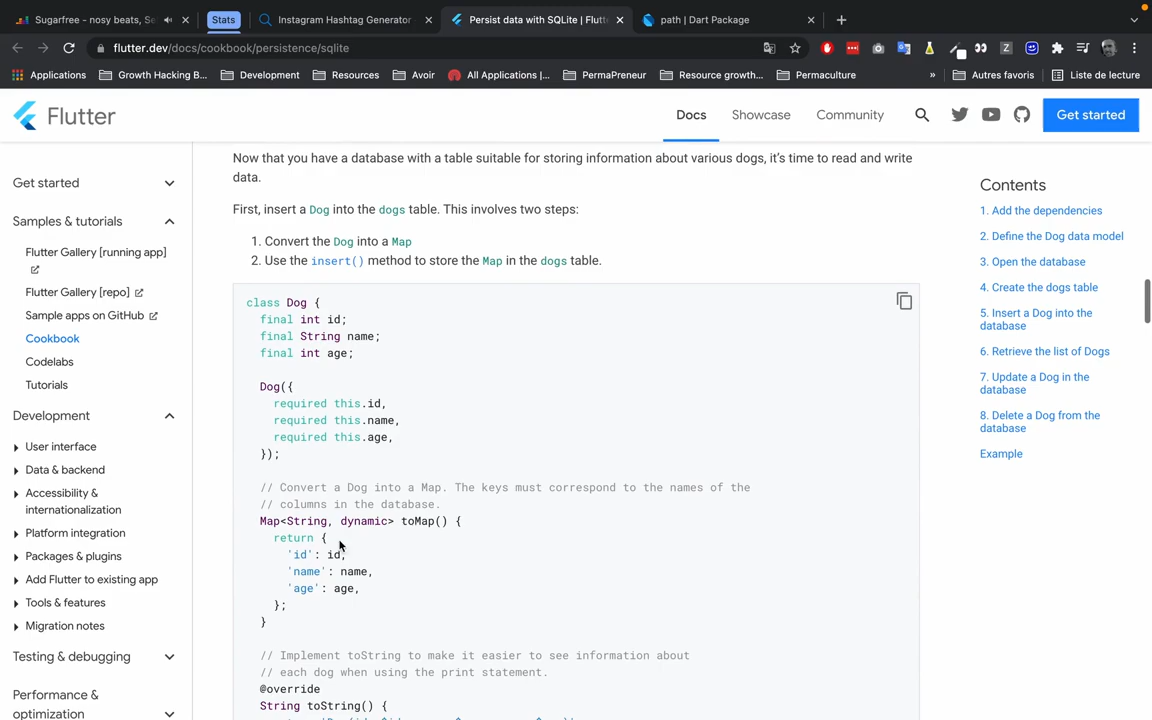 Sugarfree - nosy beats, Se
Stats
Instagram Hashtag Generator
Persist data with SQLite | Flutt
path | Dart Package
flutter.dev/docs/cookbook/persistence/sqlite
Applications
Growth Hacking B...
Development
Resources
Avoir
All Applications |...
PermaPreneur
Resource growth...
Permaculture
»
Autres favoris
Liste de lecture
Flutter
Docs
Showcase
Community
Get started
Get started
Samples & tutorials
Flutter Gallery [running app]
Flutter Gallery [repo]
Sample apps on GitHub
Cookbook
Codelabs
Tutorials
Development
User interface
Data & backend
Accessibility &
internationalization
Platform integration
Packages & plugins
Add Flutter to existing app
Tools & features
Migration notes
Testing & debugging
Performance &
optimization
Now that you have a database with a table suitable for storing information about various dogs, it's time to read and write
data.
First, insert a Dog into the dogs table. This involves two steps:
1. Convert the Dog into a Map
2. Use the insert() method to store the Map in the dogs table.
class Dog {
final int id;
final String name;
final int age;
Dog({
required this.id,
required this.name,
required this.age,
});
// Convert a Dog into a Map. The keys must correspond to the names of the
// columns in the database.
Map<String, dynamic> toMap() {
return {
'id': id,
'name': name,
'age': age,
};
}
// Implement toString to make it easier to see information about
// each dog when using the print statement.
@override
String toString() {
Contents
1. Add the dependencies
2. Define the Dog data model
3. Open the database
4. Create the dogs table
5. Insert a Dog into the
database
6. Retrieve the list of Dogs
7. Update a Dog in the
database
8. Delete a Dog from the
database
Example